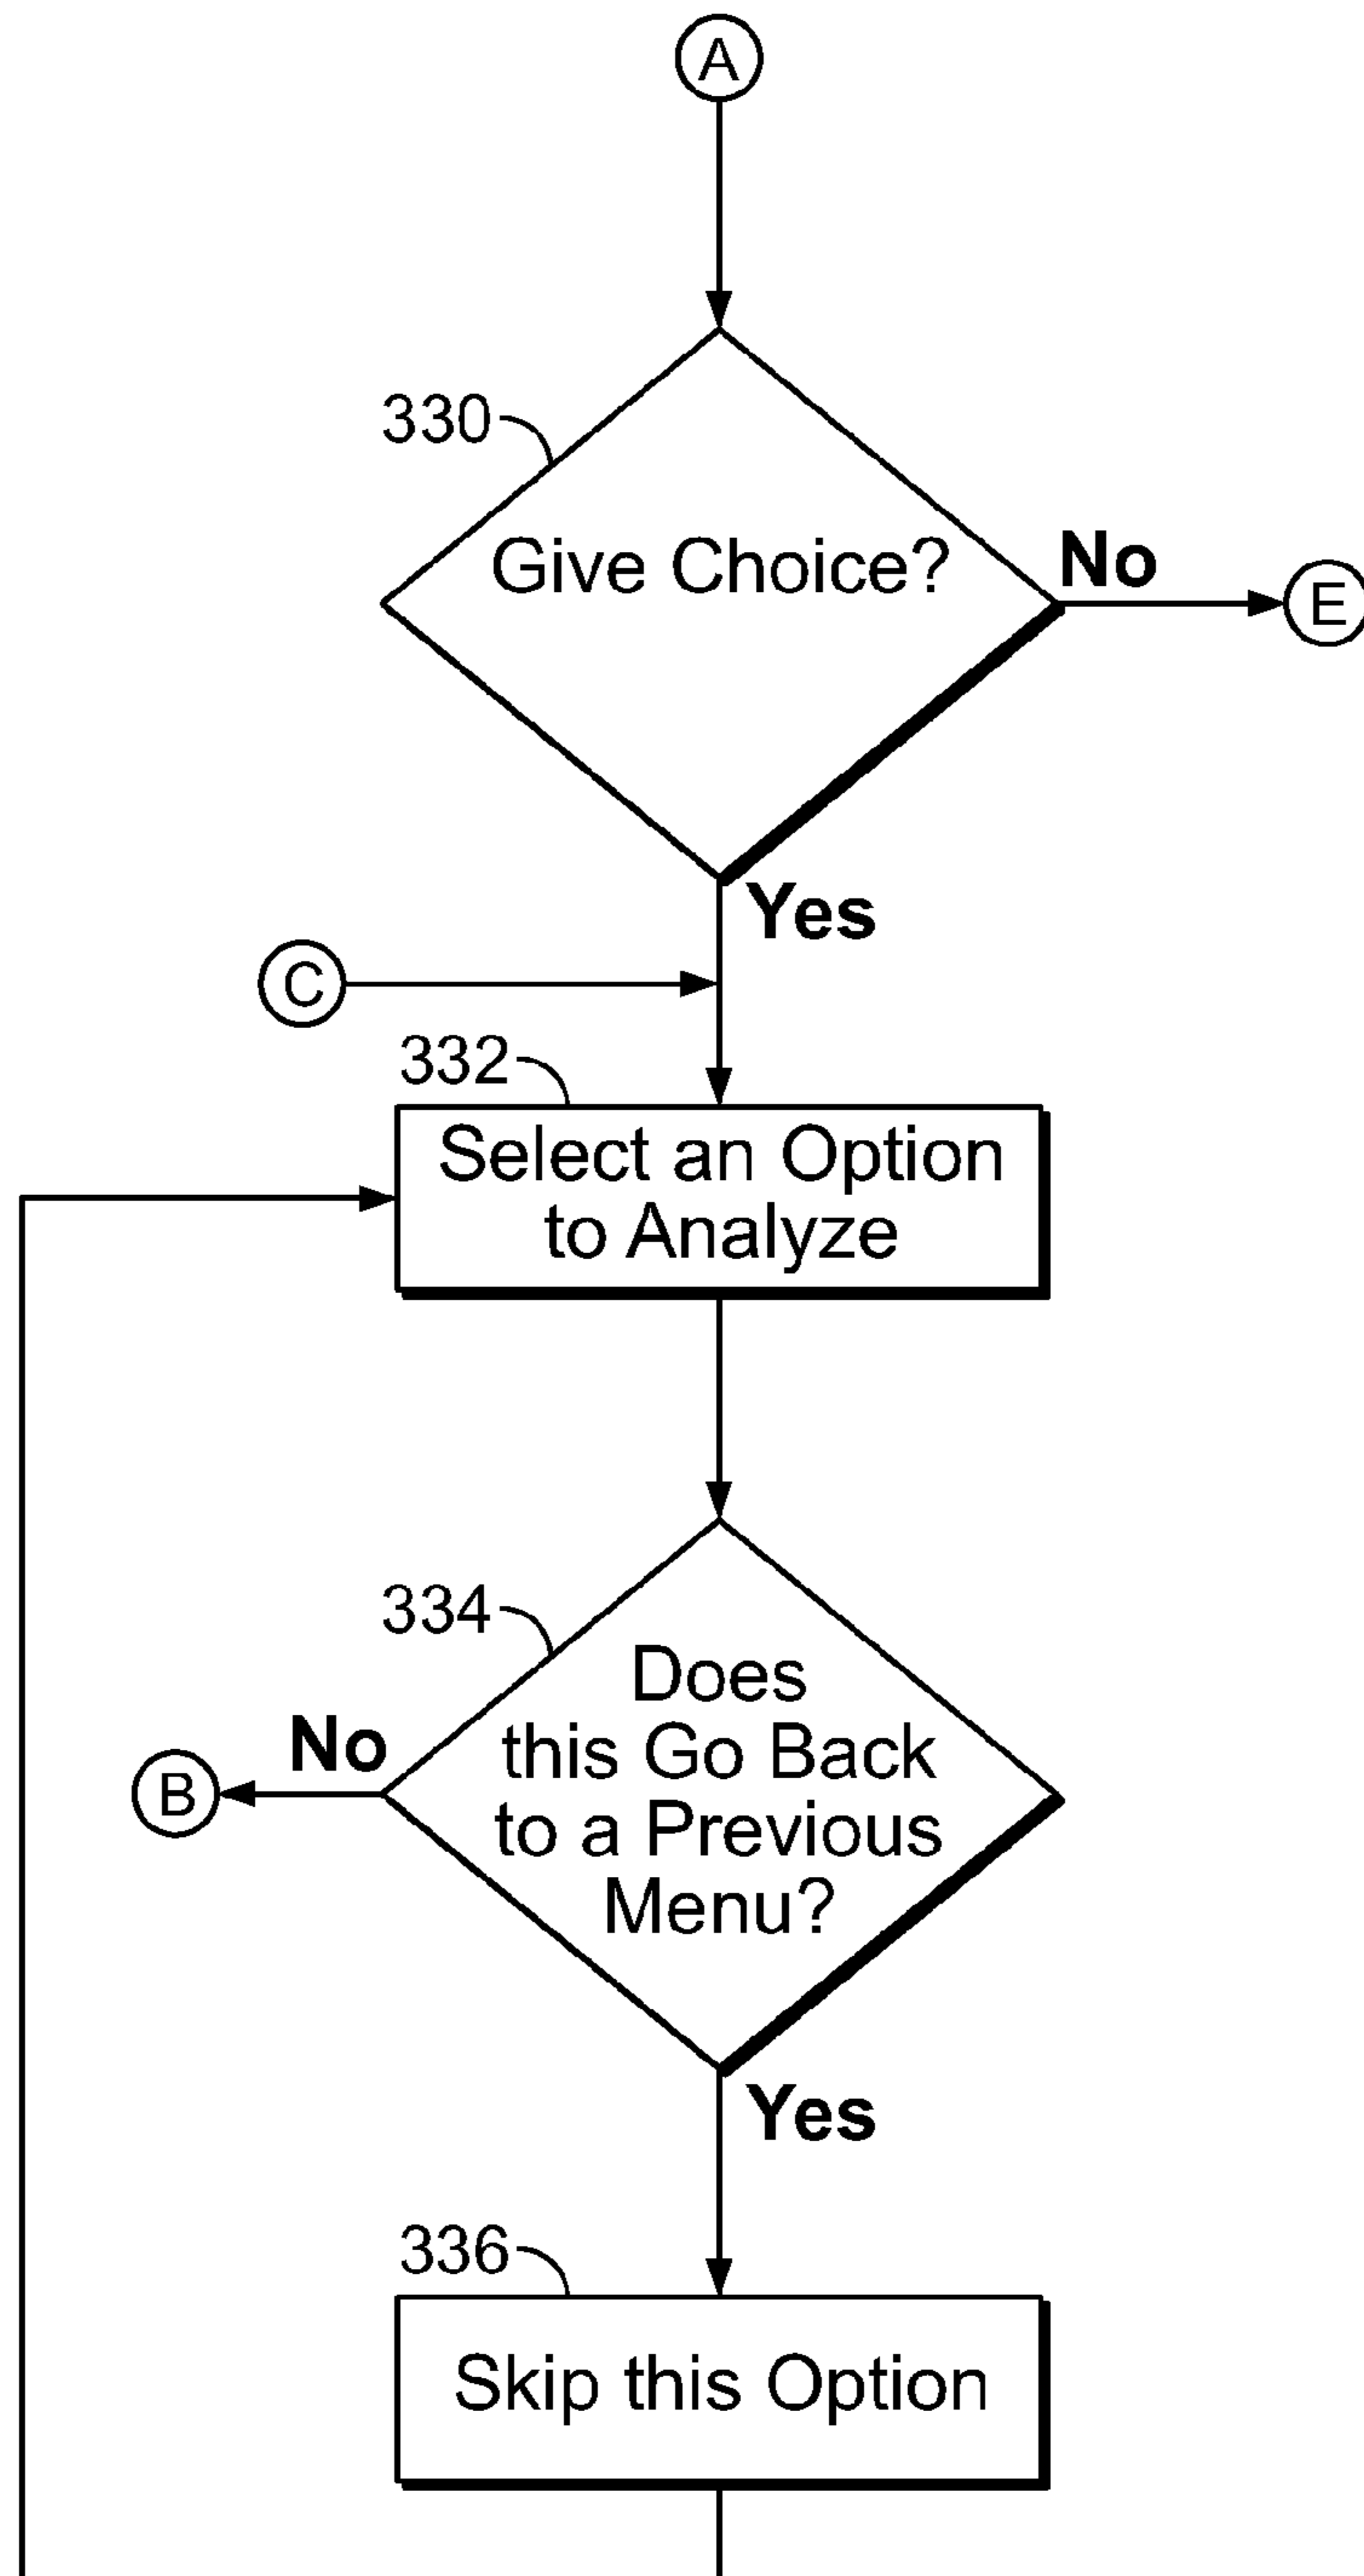 A
330
Give Choice?
No
E
Yes
C
332
Select an Option
to Analyze
334
Does
this Go Back
to a Previous
Menu?
No
B
Yes
336
Skip this Option